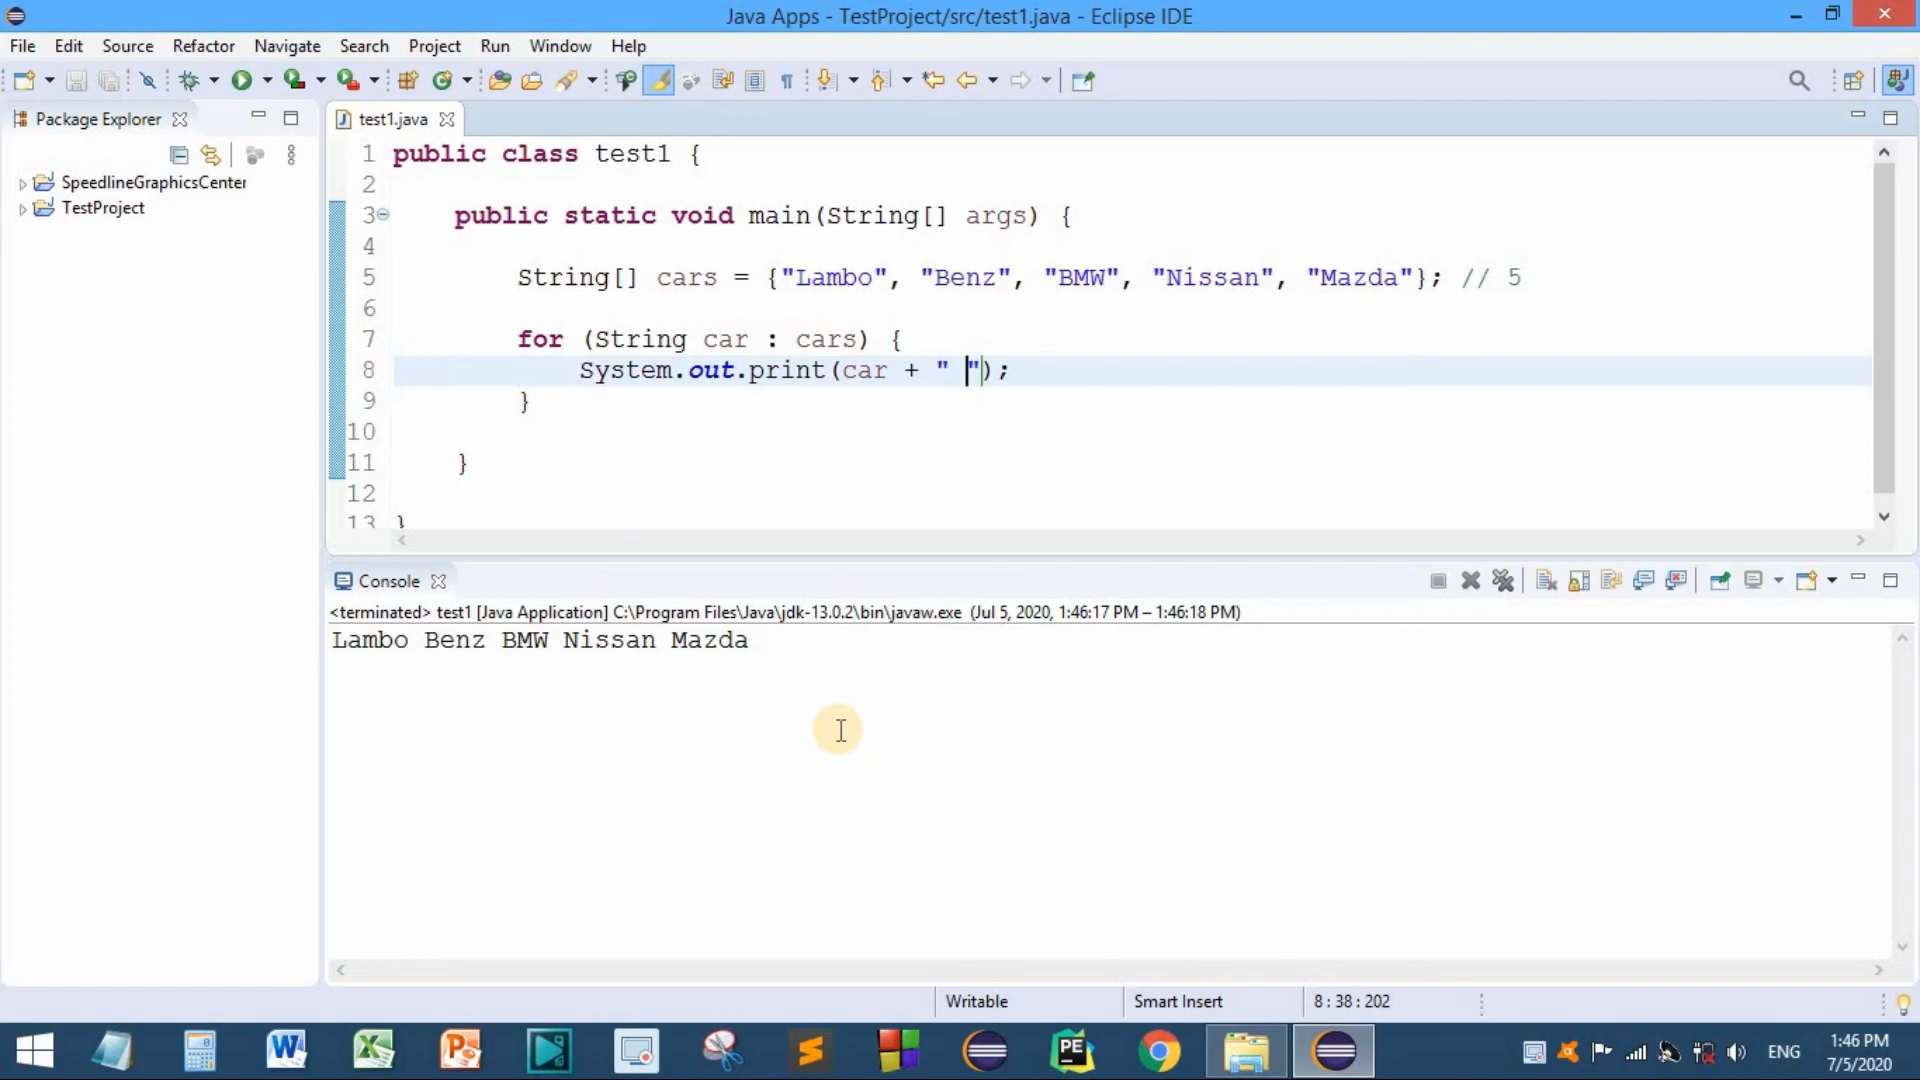 Java Apps - TestProject/src/test1.java - Eclipse IDE
File Edit Source Refactor Navigate Search Project Run Window Help
Package Explorer
SpeedlineGraphicsCenter
TestProject
test1.java
1 public class test1 {
2
3 public static void main(String[] args) {
4
5 String[] cars = {"Lambo", "Benz", "BMW", "Nissan", "Mazda"}; // 5
6
7 for (String car : cars) {
8 System.out.print(car + " ");
9 }
10
11 }
12
13 }
Console
<terminated> test1 [Java Application] C:\Program Files\Java\jdk-13.0.2\bin\javaw.exe (Jul 5, 2020, 1:46:17 PM – 1:46:18 PM)
Lambo Benz BMW Nissan Mazda
Writable Smart Insert 8 : 38 : 202
ENG 1:46 PM
7/5/2020